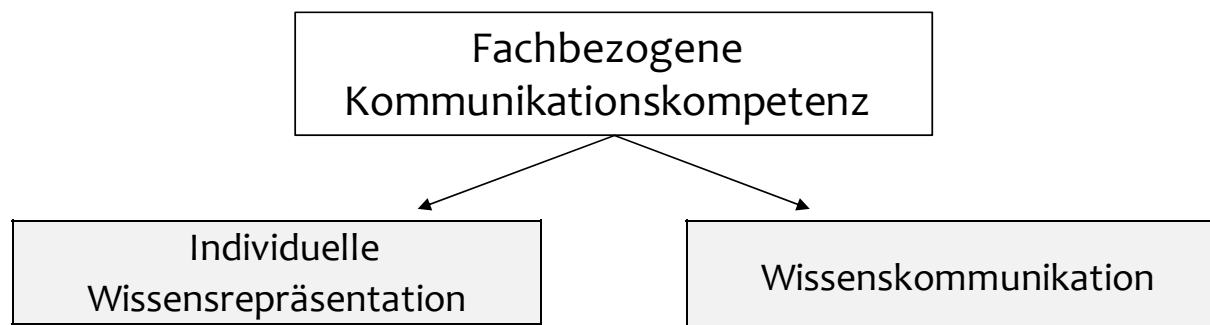 Fachbezogene
Kommunikationskompetenz
Individuelle
Wissensrepräsentation
Wissenskommunikation